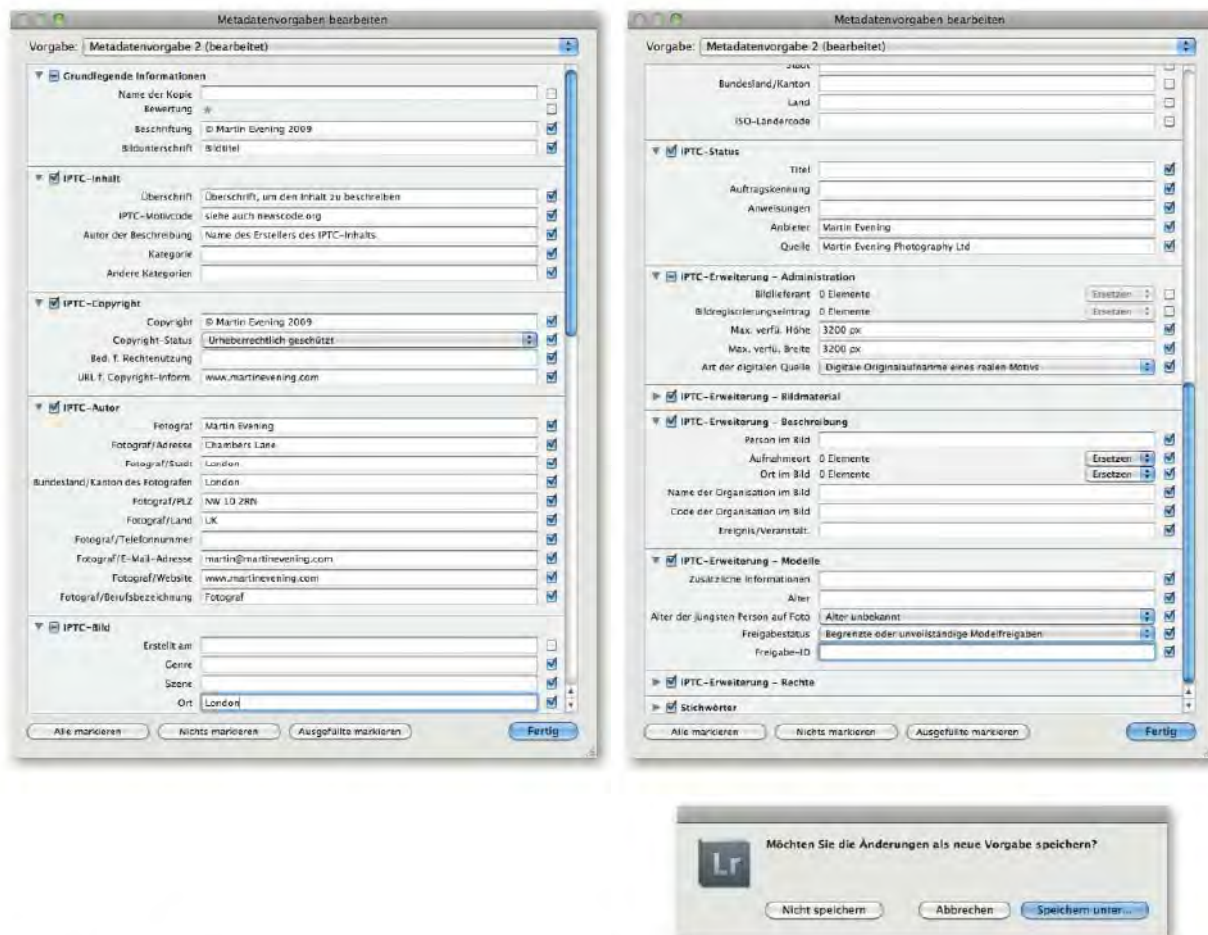 Metadatenvorgaben bearbeiten
Vorgabe: Metadatenvorgabe 2 (bearbeitet)
Grundlegende Informationen
Name der Kopie
Bewertung
Beschriftung © Martin Evening 2009
Bildunterschrift Bildtitel
IPTC-Inhalt
Überschrift Überschrift, um den Inhalt zu beschreiben
IPTC-Motivcode siehe auch newscode.org
Autor der Beschreibung Name des Erstellers des IPTC-Inhalts
Kategorie
Andere Kategorien
IPTC-Copyright
Copyright © Martin Evening 2009
Copyright-Status Urheberrechtlich geschützt
Bed. f. Rechtenutzung
URL f. Copyright-Inform. www.martinevening.com
IPTC-Autor
Fotograf Martin Evening
Fotograf/Adresse Chambers Lane
Fotograf/Stadt London
Bundesland/Kanton des Fotografen London
Fotograf/PLZ NW 10 2RN
Fotograf/Land UK
Fotograf/Telefonnummer
Fotograf/E-Mail-Adresse martin@martinevening.com
Fotograf/Website www.martinevening.com
Fotograf/Berufsbezeichnung Fotograf
IPTC-Bild
Erstellt am
Genre
Szene
Ort London
Alle markieren Nichts markieren Ausgefüllte markieren Fertig
Metadatenvorgaben bearbeiten
Vorgabe: Metadatenvorgabe 2 (bearbeitet)
Stadt
Bundesland/Kanton
Land
ISO-Ländercode
IPTC-Status
Titel
Auftragskennung
Anweisungen
Anbieter Martin Evening
Quelle Martin Evening Photography Ltd
IPTC-Erweiterung - Administration
Bildlieferant 0 Elemente Ersetzen
Bildregistrierungseintrag 0 Elemente Ersetzen
Max. verfü. Höhe 3200 px
Max. verfü. Breite 3200 px
Art der digitalen Quelle Digitale Originalaufnahme eines realen Motivs
IPTC-Erweiterung - Bildmaterial
IPTC-Erweiterung - Beschreibung
Person im Bild
Aufnahmeort 0 Elemente Ersetzen
Ort im Bild 0 Elemente Ersetzen
Name der Organisation im Bild
Code der Organisation im Bild
Ereignis/Veranstalt.
IPTC-Erweiterung - Modelle
Zusätzliche Informationen
Alter
Alter der jüngsten Person auf Foto Alter unbekannt
Freigabestatus Begrenzte oder unvollständige Modelfreigaben
Freigabe-ID
IPTC-Erweiterung - Rechte
Stichwörter
Alle markieren Nichts markieren Ausgefüllte markieren Fertig
Lr
Möchten Sie die Änderungen als neue Vorgabe speichern?
Nicht speichern Abbrechen Speichern unter...